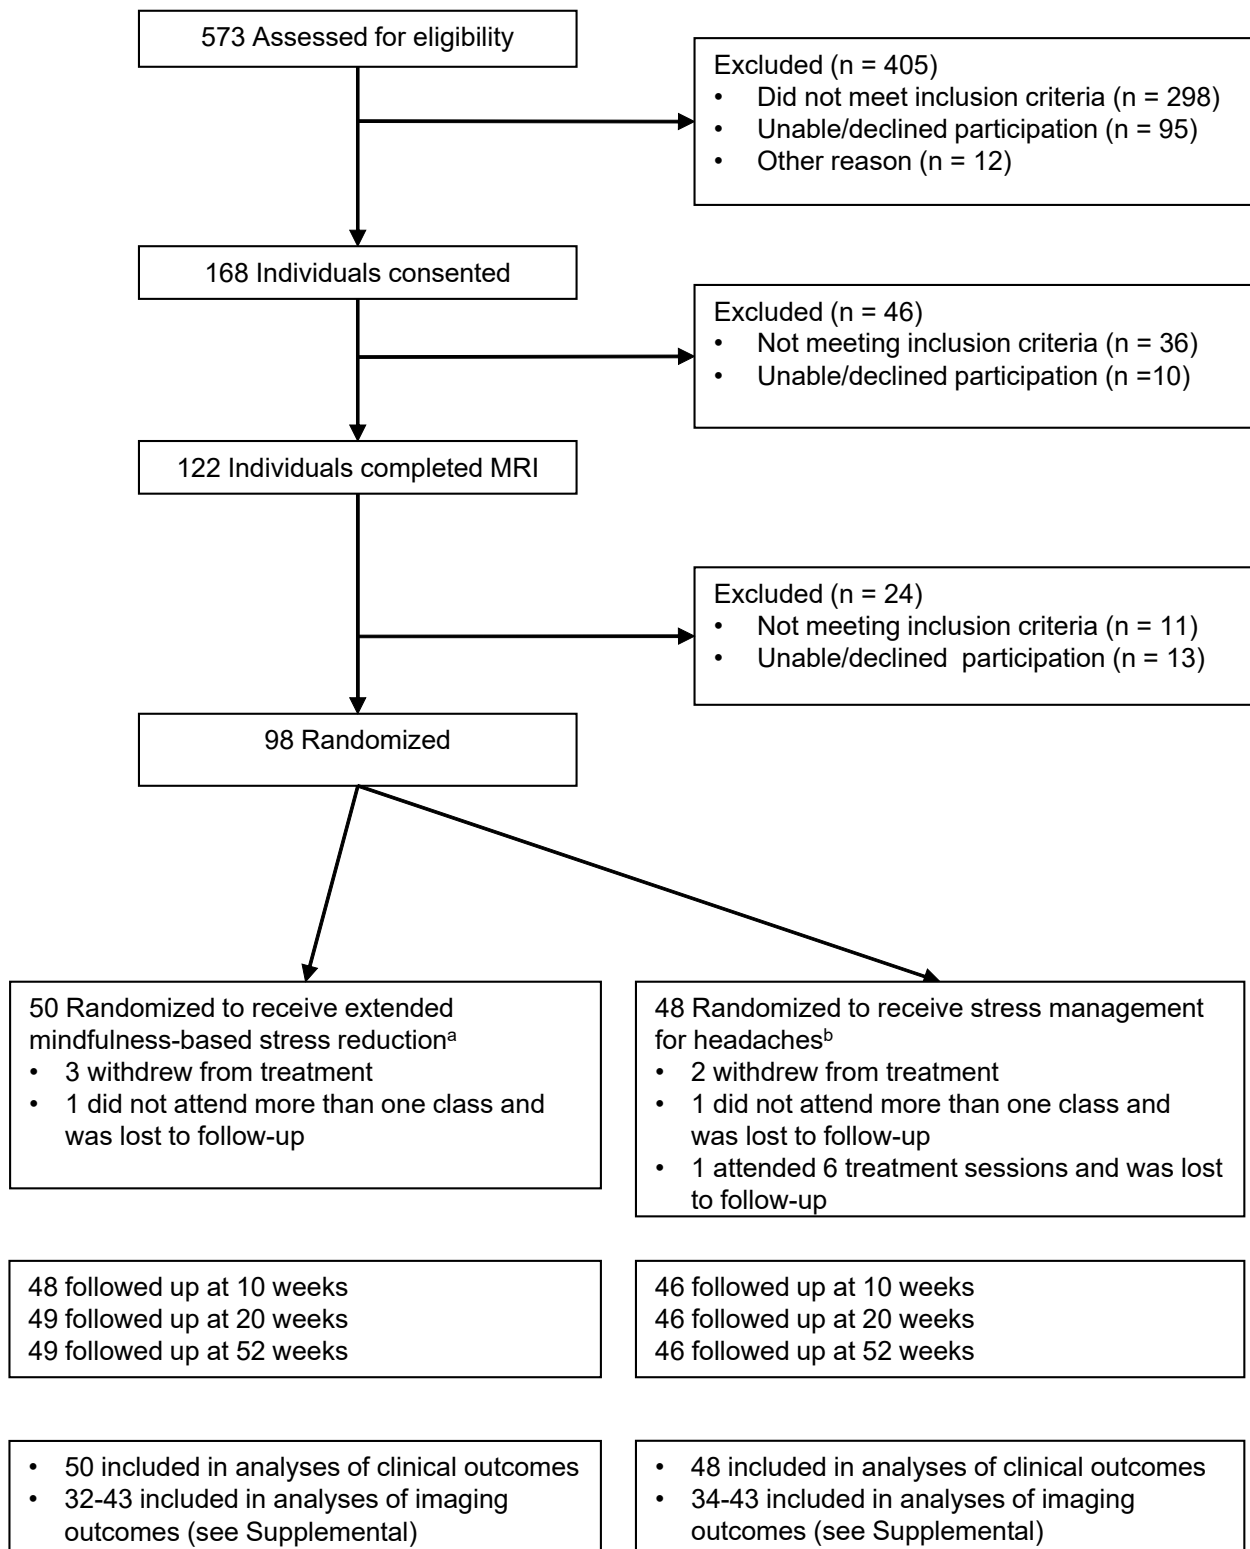 573 Assessed for eligibility
Excluded (n = 405)
• Did not meet inclusion criteria (n = 298)
• Unable/declined participation (n = 95)
• Other reason (n = 12)
168 Individuals consented
Excluded (n = 46)
• Not meeting inclusion criteria (n = 36)
• Unable/declined participation (n =10)
122 Individuals completed MRI
Excluded (n = 24)
• Not meeting inclusion criteria (n = 11)
• Unable/declined  participation (n = 13)
98 Randomized
50 Randomized to receive extended
mindfulness-based stress reductionᵃ
• 3 withdrew from treatment
• 1 did not attend more than one class and
was lost to follow-up
48 Randomized to receive stress management
for headachesᵇ
• 2 withdrew from treatment
• 1 did not attend more than one class and
was lost to follow-up
• 1 attended 6 treatment sessions and was lost
to follow-up
48 followed up at 10 weeks
49 followed up at 20 weeks
49 followed up at 52 weeks
46 followed up at 10 weeks
46 followed up at 20 weeks
46 followed up at 52 weeks
• 50 included in analyses of clinical outcomes
• 32-43 included in analyses of imaging
outcomes (see Supplemental)
• 48 included in analyses of clinical outcomes
• 34-43 included in analyses of imaging
outcomes (see Supplemental)